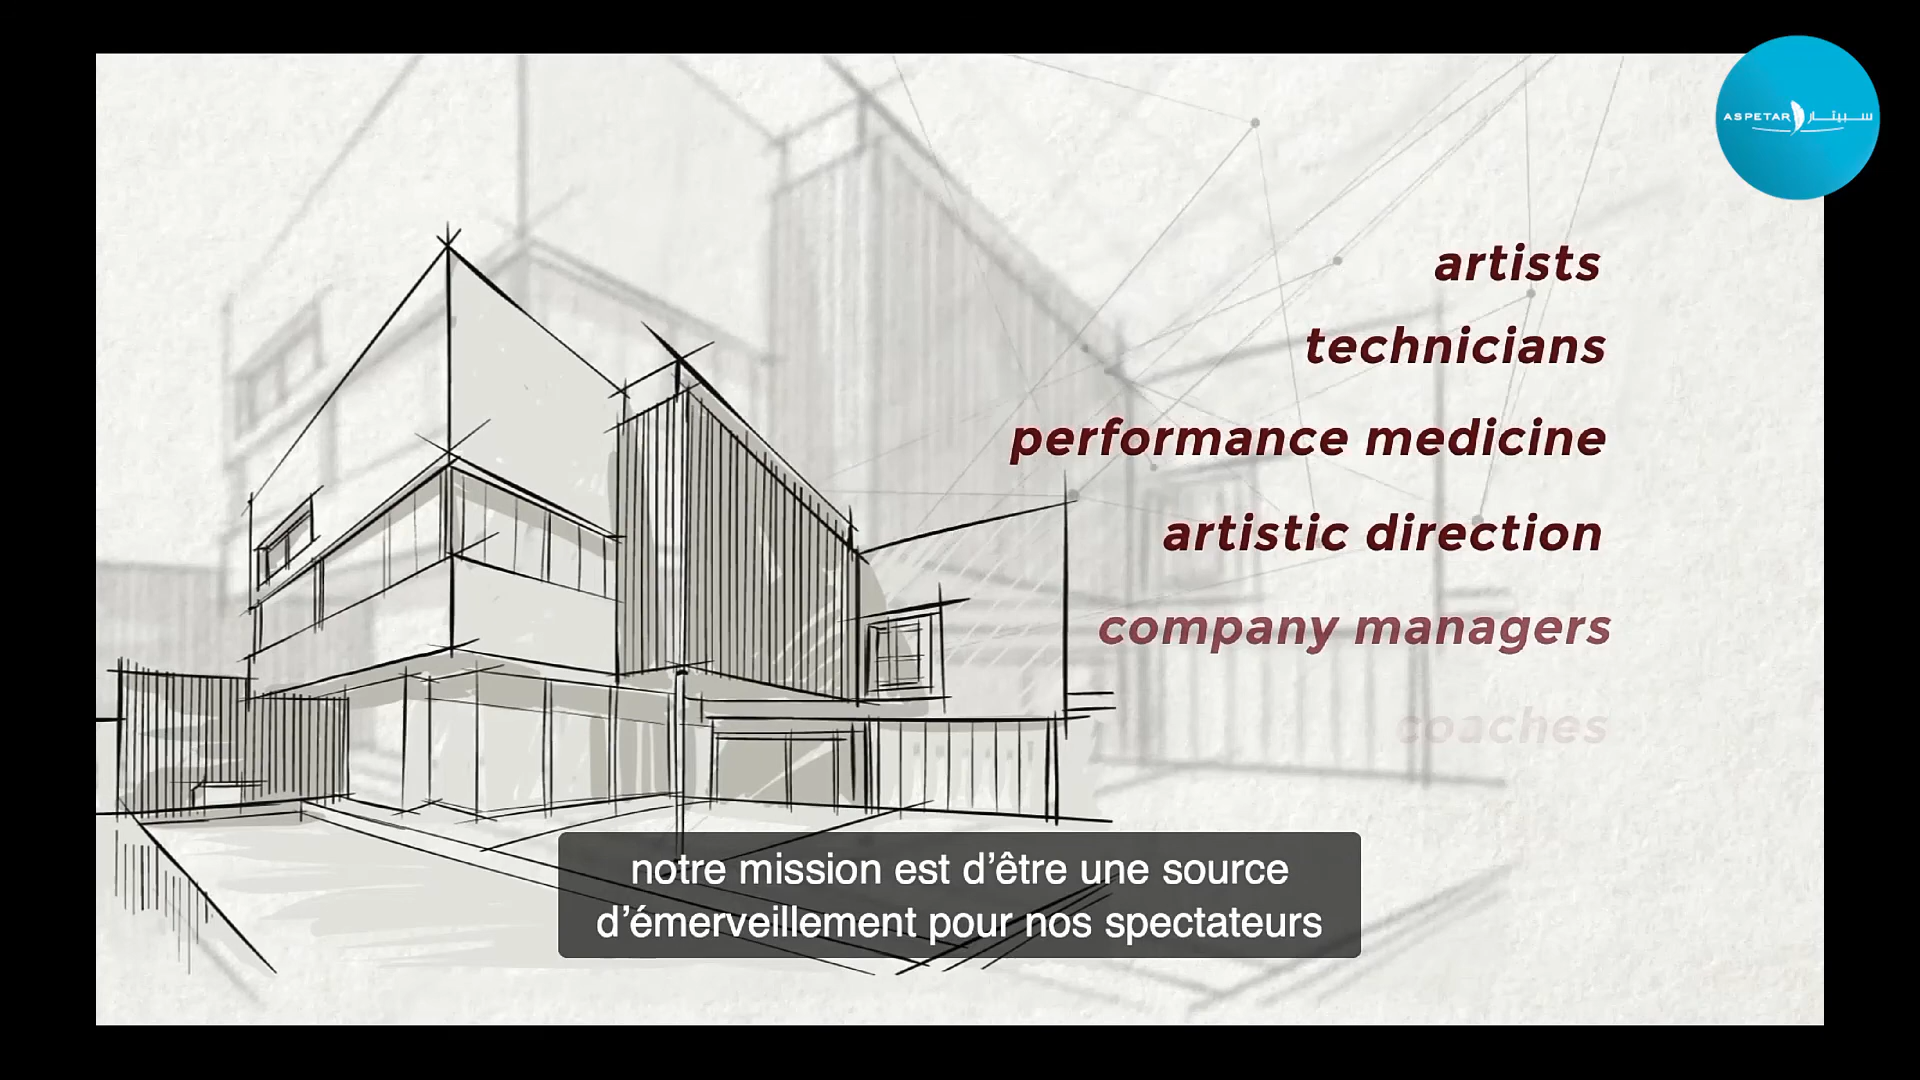 ASPETAR سبيتار
artists
technicians
performance medicine
artistic direction
company managers
coaches
notre mission est d’être une source
d’émerveillement pour nos spectateurs